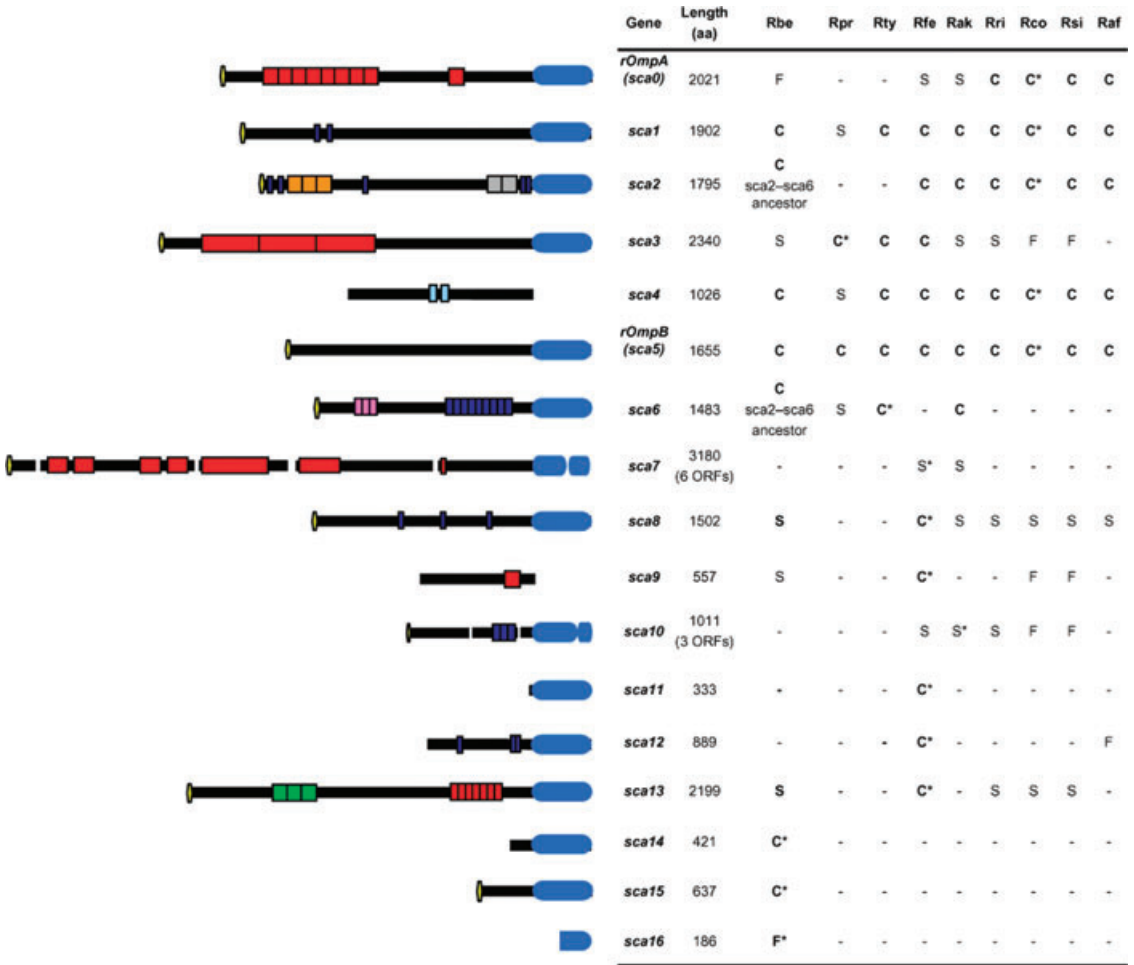 Gene Length (aa) Rbe Rpr Rty Rfe Rak Rri Rco Rsi Raf
rOmpA (sca0) 2021 F - - S S C C* C C
sca1 1902 C S C C C C C* C C
sca2 1795 C sca2–sca6 ancestor - - C C C C* C C
sca3 2340 S C* C C S S F F -
sca4 1026 C S C C C C C* C C
rOmpB (sca5) 1655 C C C C C C C* C C
sca6 1483 C sca2–sca6 ancestor S C* - C - - - -
sca7 3180 (6 ORFs) - - - S* S - - - -
sca8 1502 S - - C* S S S S S
sca9 557 S - - C* - - F F -
sca10 1011 (3 ORFs) - - - S S* S F F -
sca11 333 - - - C* - - - - -
sca12 889 - - - C* - - - - F
sca13 2199 S - - C* - S S S -
sca14 421 C* - - - - - - - -
sca15 637 C* - - - - - - - -
sca16 186 F* - - - - - - - -